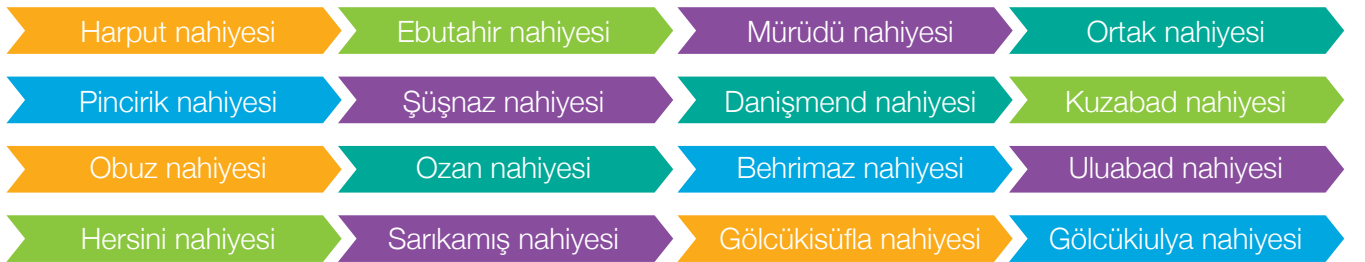 Harput nahiyesi Ebutahir nahiyesi Mürüdü nahiyesi Ortak nahiyesi
Pincirik nahiyesi Şüşnaz nahiyesi Danişmend nahiyesi Kuzabad nahiyesi
Obuz nahiyesi Ozan nahiyesi Behrimaz nahiyesi Uluabad nahiyesi
Hersini nahiyesi Sarıkamış nahiyesi Gölcükisüfla nahiyesi Gölcükiulya nahiyesi